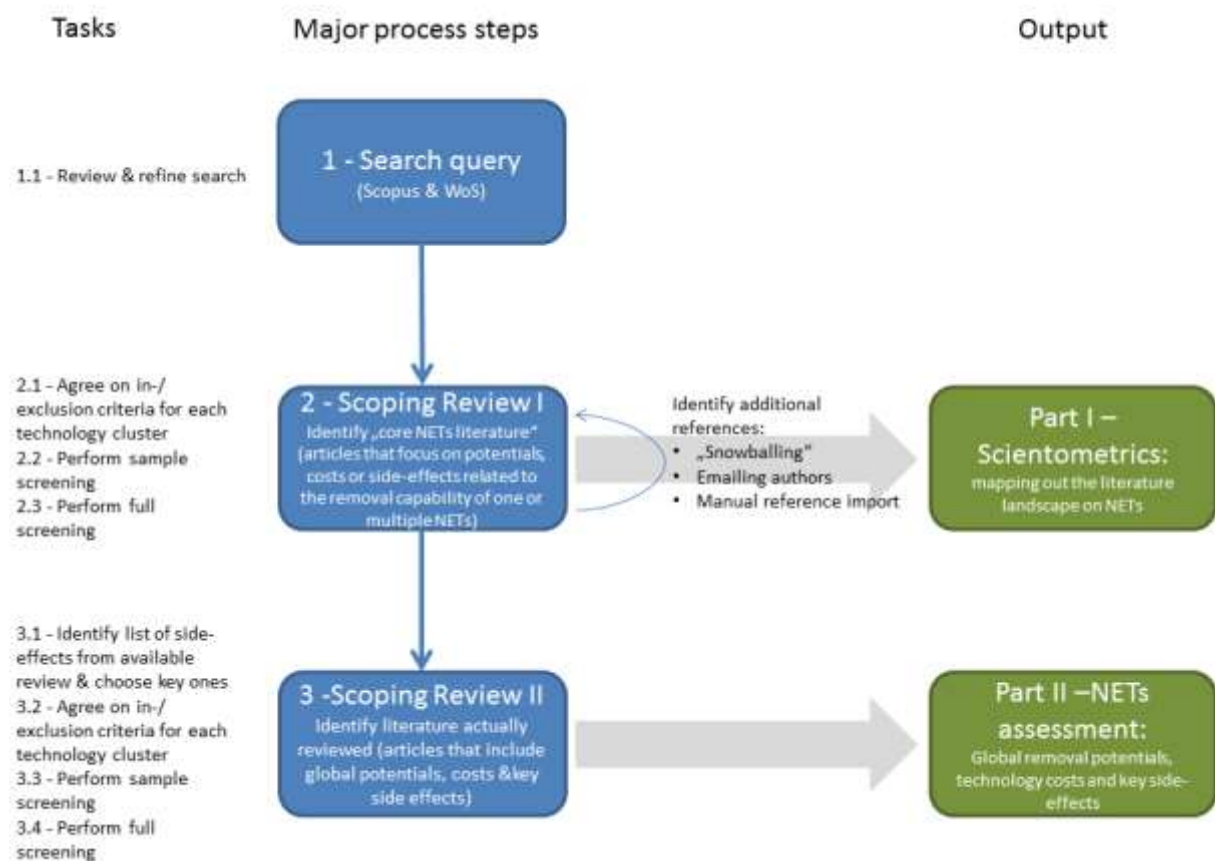 Tasks
Major process steps
Output
1.1 - Review & refine search
1 - Search query
(Scopus & WoS)
2.1 - Agree on in-/
exclusion criteria for each
technology cluster
2.2 - Perform sample
screening
2.3 - Perform full
screening
2 - Scoping Review I
Identify „core NETs literature“
(articles that focus on potentials,
costs or side-effects related to
the removal capability of one or
multiple NETs)
Identify additional
references:
• „Snowballing“
• Emailing authors
• Manual reference import
Part I –
Scientometrics:
mapping out the literature
landscape on NETs
3.1 - Identify list of side-
effects from available
review & choose key ones
3.2 - Agree on in-/
exclusion criteria for each
technology cluster
3.3 - Perform sample
screening
3.4 - Perform full
screening
3 -Scoping Review II
Identify literature actually
reviewed (articles that include
global potentials, costs &key
side effects)
Part II –NETs
assessment:
Global removal potentials,
technology costs and key side-
effects